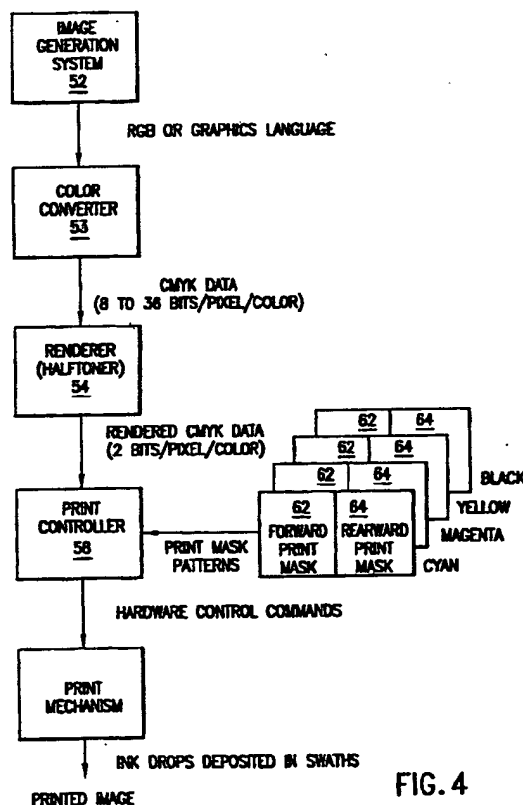 IMAGE
GENERATION
SYSTEM
52
RGB OR GRAPHICS LANGUAGE
COLOR
CONVERTER
53
CMYK DATA
(8 TO 36 BITS/PIXEL/COLOR)
RENDERER
(HALFTONER)
54
RENDERED CMYK DATA
(2 BITS/PIXEL/COLOR)
62 64
BLACK
62 64
YELLOW
62 64
MAGENTA
62 64
FORWARD PRINT MASK
REARWARD PRINT MASK
CYAN
PRINT MASK
PATTERNS
PRINT
CONTROLLER
58
HARDWARE CONTROL COMMANDS
PRINT
MECHANISM
INK DROPS DEPOSITED IN SWATHS
PRINTED IMAGE
FIG. 4